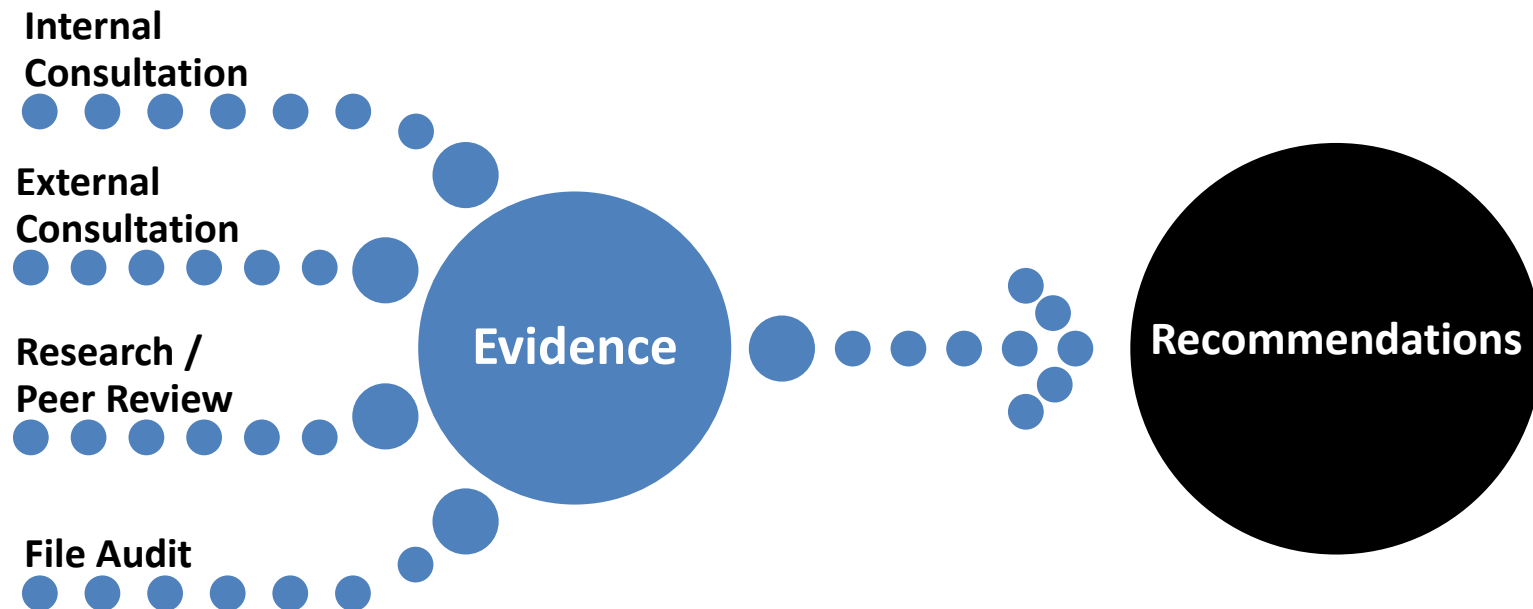 Internal
Consultation
External
Consultation
Research /
Peer Review
File Audit
Evidence
Recommendations